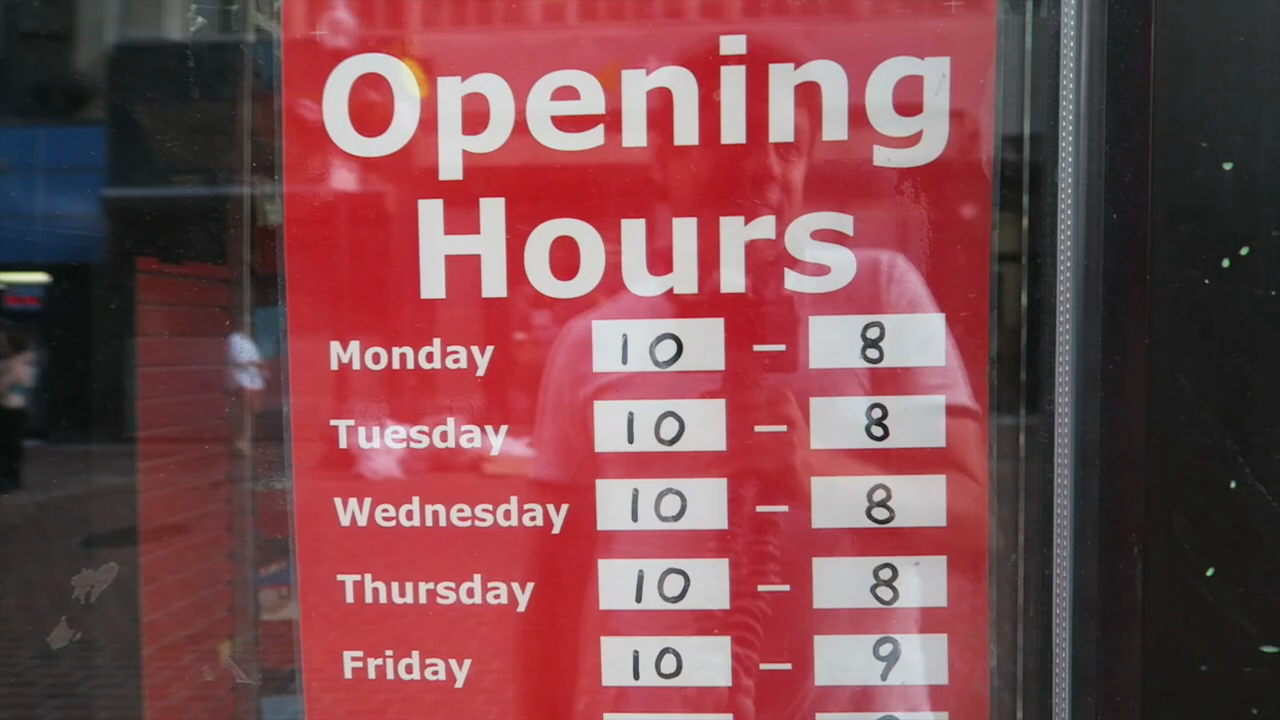 Opening
Hours
Monday 10 – 8
Tuesday 10 – 8
Wednesday 10 – 8
Thursday 10 – 8
Friday 10 – 9